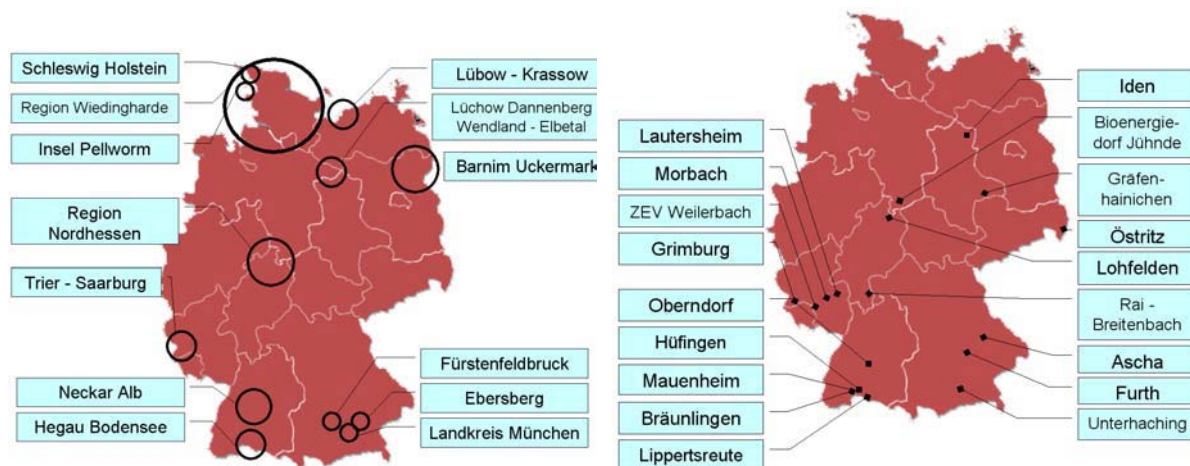 Schleswig Holstein
Region Wiedingharde
Insel Pellworm
Region
Nordhessen
Trier - Saarburg
Neckar Alb
Hegau Bodensee
Lübow - Krassow
Lüchow Dannenberg
Wendland - Elbetal
Barnim Uckermark
Fürstenfeldbruck
Ebersberg
Landkreis München
Lautersheim
Morbach
ZEV Weilerbach
Grimburg
Oberndorf
Hüfingen
Mauenheim
Bräunlingen
Lippertsreute
Iden
Bioenergie-
dorf Jühnde
Gräfen-
hainichen
Östritz
Lohfelden
Rai -
Breitenbach
Ascha
Furth
Unterhaching